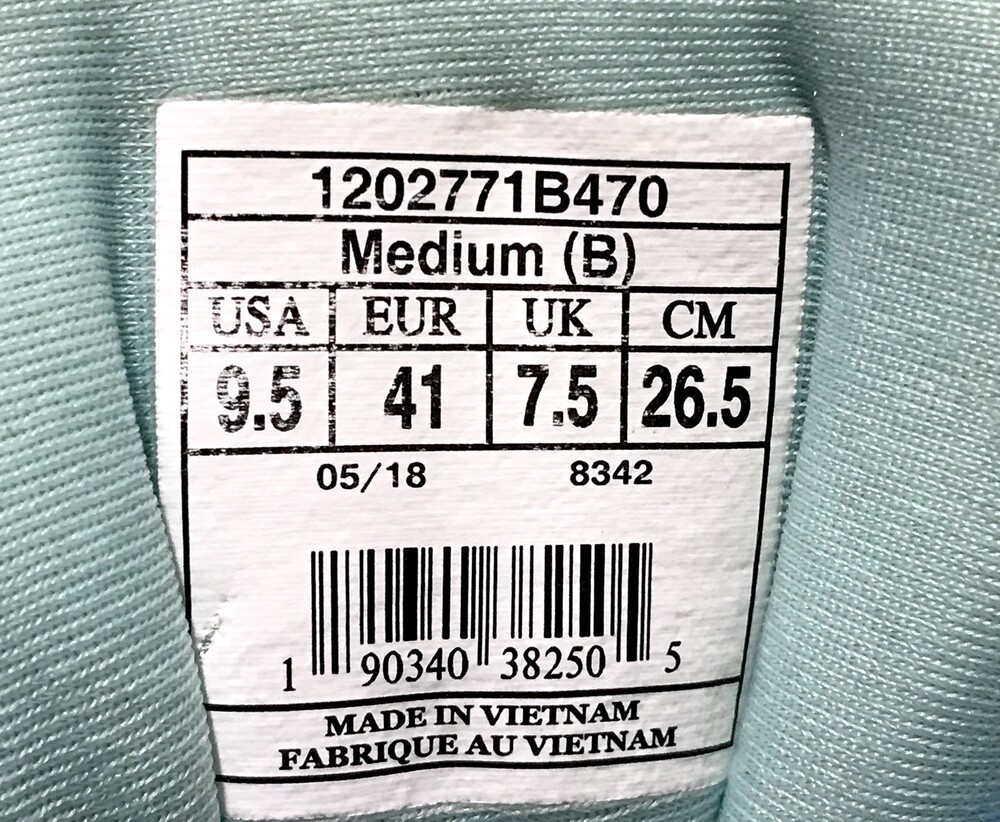 1202771B470
Medium (B)
USA EUR UK CM
9.5 41 7.5 26.5
05/18 8342
1 90340 38250 5
MADE IN VIETNAM
FABRIQUE AU VIETNAM